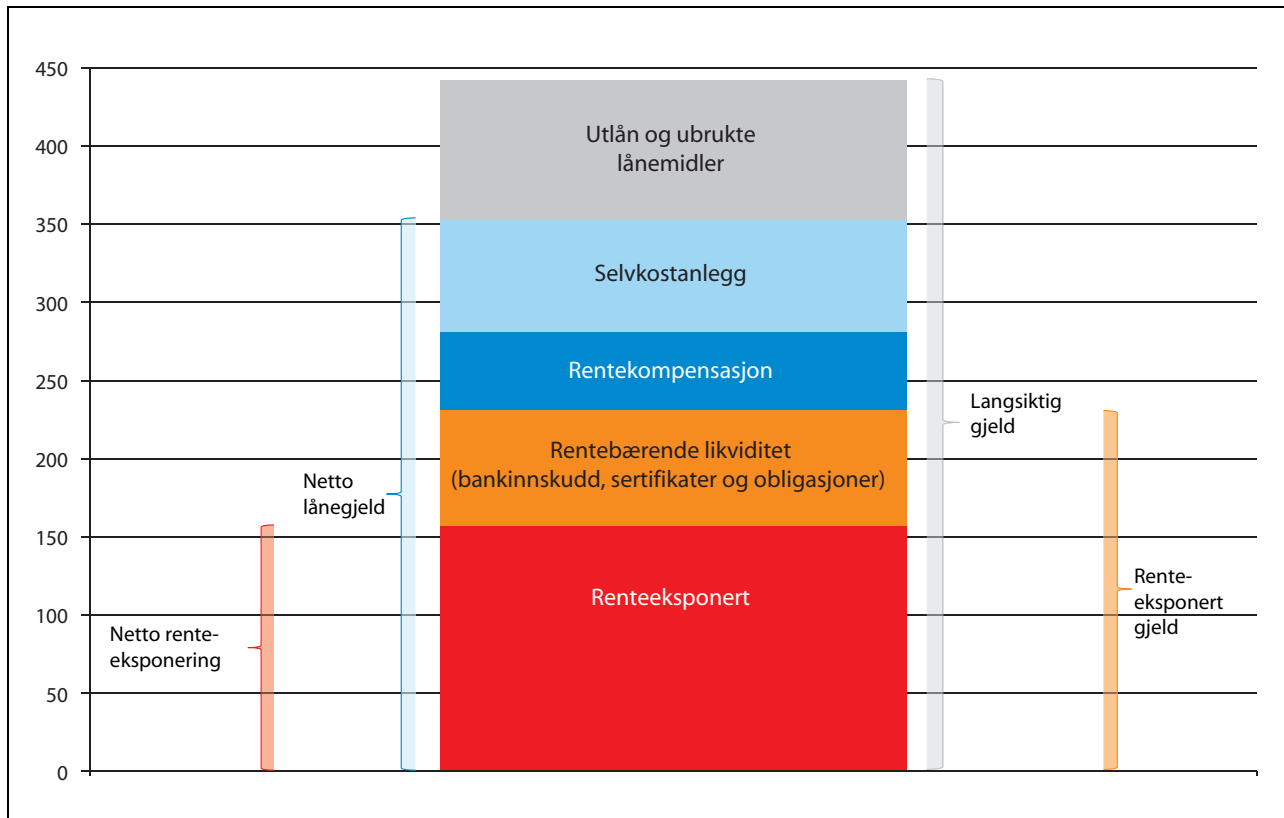 450
400
350
300
250
200
150
100
50
0
Utlån og ubrukte
lånemidler
Selvkostanlegg
Rentekompensasjon
Rentebærende likviditet
(bankinnskudd, sertifikater og obligasjoner)
Renteeksponert
Netto rente-
eksponering
Netto
lånegjeld
Langsiktig
gjeld
Rente-
eksponert
gjeld